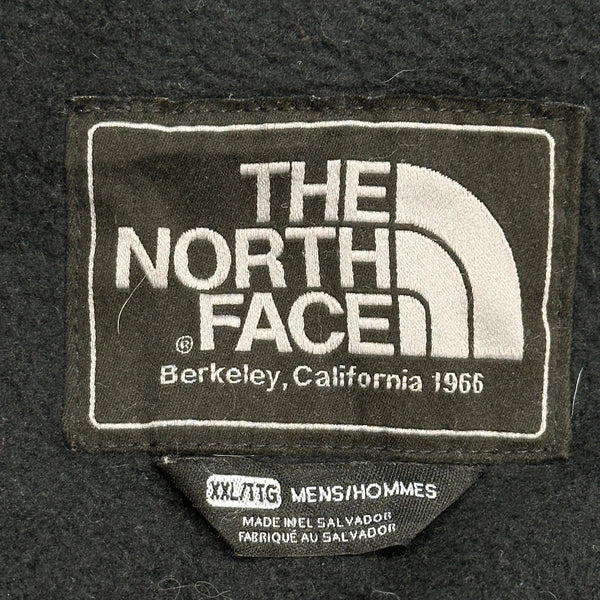 THE
NORTH
FACE
®
Berkeley, California 1966
XXL/TTG MENS/HOMMES
MADE IN EL SALVADOR
FABRIQUÉ AU SALVADOR